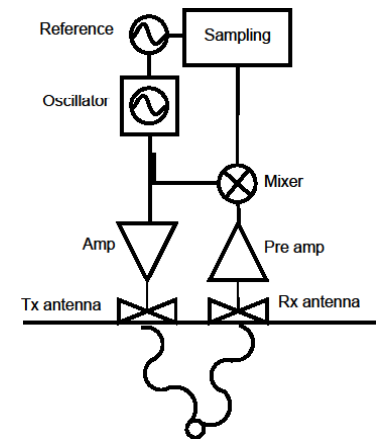 Reference
Sampling
Oscillator
Mixer
Amp
Pre amp
Tx antenna
Rx antenna